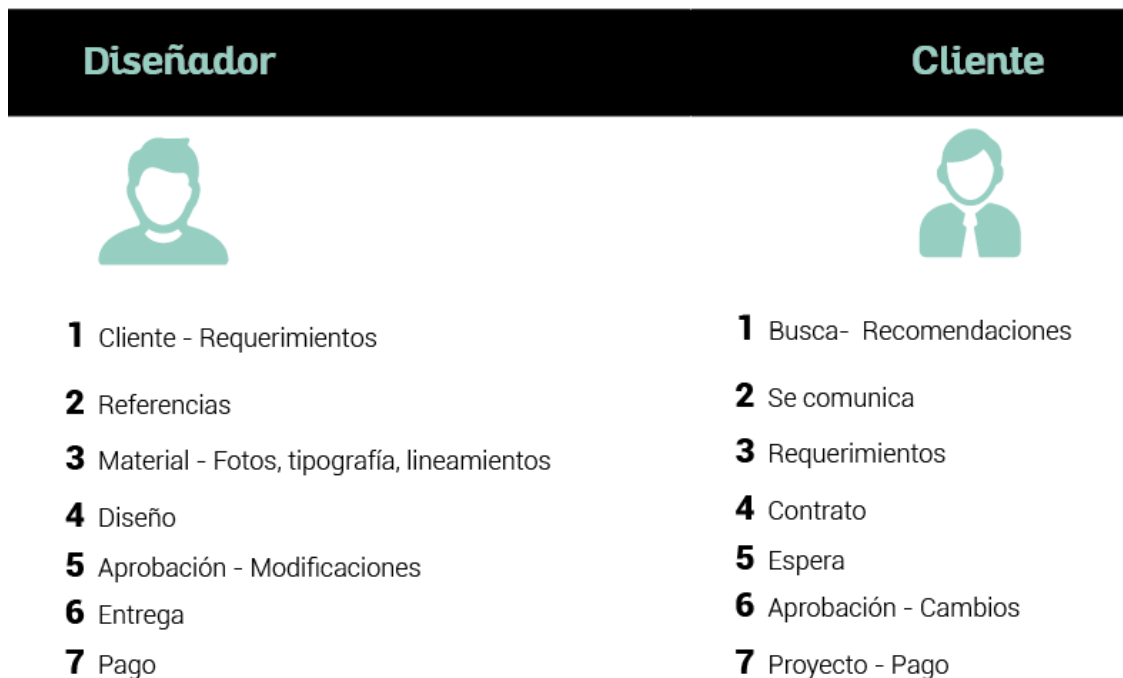 Diseñador
Cliente
1 Cliente - Requerimientos
2 Referencias
3 Material - Fotos, tipografía, lineamientos
4 Diseño
5 Aprobación - Modificaciones
6 Entrega
7 Pago
1 Busca- Recomendaciones
2 Se comunica
3 Requerimientos
4 Contrato
5 Espera
6 Aprobación - Cambios
7 Proyecto - Pago